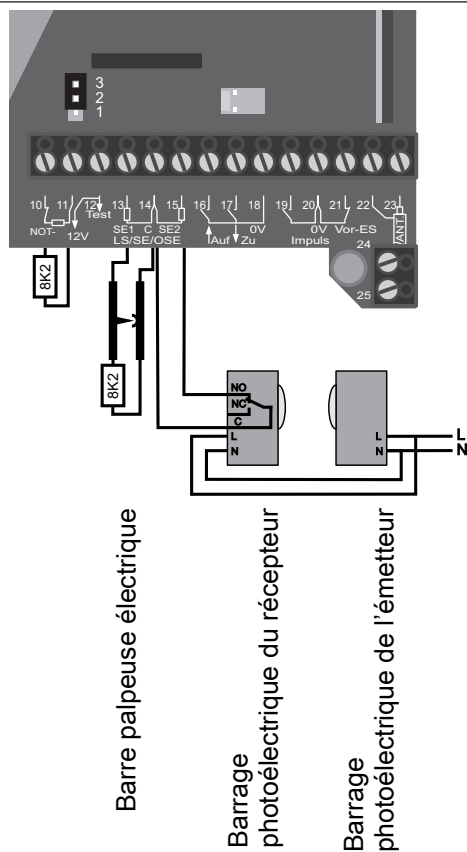 3
2
1
10 11 12 13 14 15 16 17 18 19 20 21 22 23
Test
NOT- 12V SE1 C SE2 0V 0V Vor-ES ANT
LS/SE/OSE Auf Zu Impuls
24
25
8K2
8K2
NO
NC
C
L
N
L
N
L
N
Barre palpeuse électrique
Barrage
photoélectrique du récepteur
Barrage
photoélectrique de l'émetteur